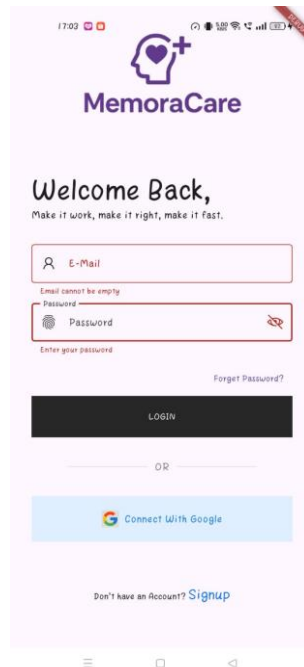 17:03
MemoraCare
Welcome Back,
Make it work, make it right, make it fast.
E-Mail
Email cannot be empty
Password
Password
Enter your password
Forget Password?
LOGIN
OR
Connect With Google
Don't have an Account? Signup